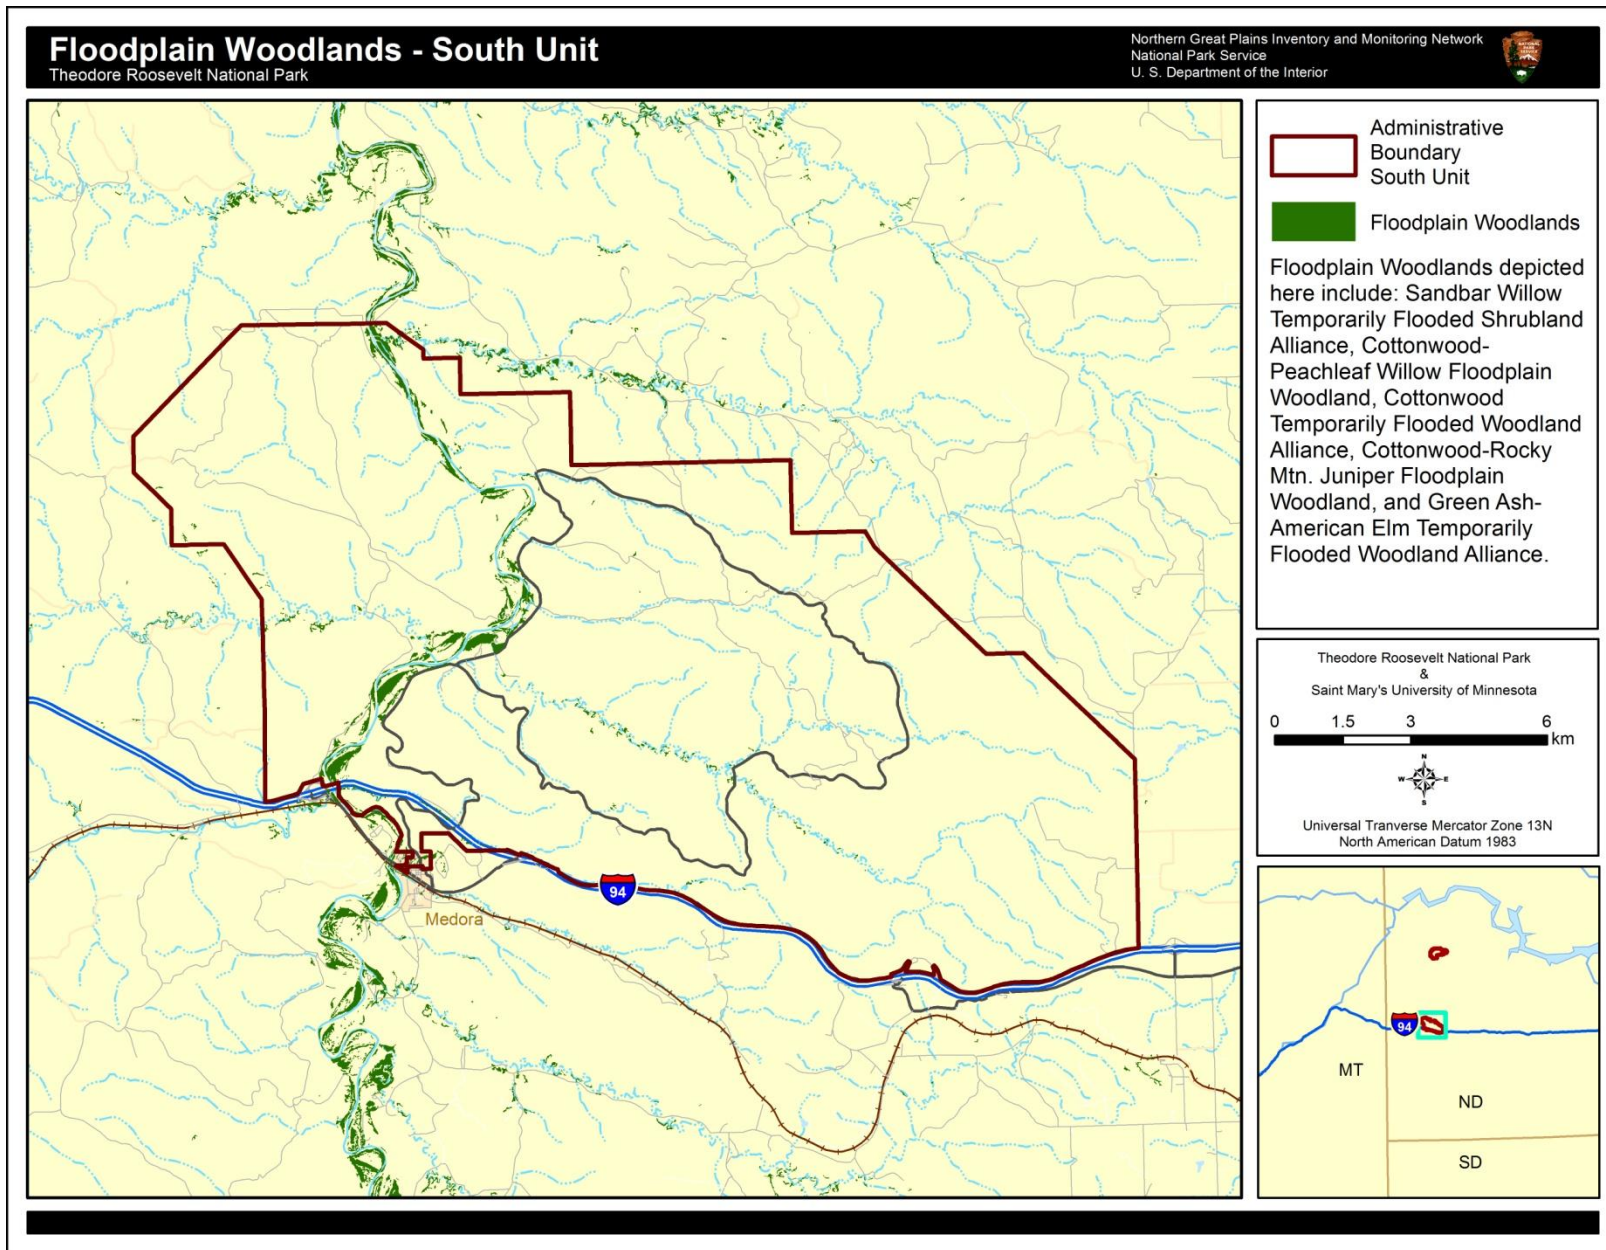 Floodplain Woodlands - South Unit
Theodore Roosevelt National Park
Northern Great Plains Inventory and Monitoring Network
National Park Service
U. S. Department of the Interior
Administrative
Boundary
South Unit
Floodplain Woodlands
Floodplain Woodlands depicted
here include: Sandbar Willow
Temporarily Flooded Shrubland
Alliance, Cottonwood-
Peachleaf Willow Floodplain
Woodland, Cottonwood
Temporarily Flooded Woodland
Alliance, Cottonwood-Rocky
Mtn. Juniper Floodplain
Woodland, and Green Ash-
American Elm Temporarily
Flooded Woodland Alliance.
Theodore Roosevelt National Park
&
Saint Mary's University of Minnesota
0 1.5 3 6
km
N
W E
S
Universal Tranverse Mercator Zone 13N
North American Datum 1983
94
Medora
94
MT
ND
SD